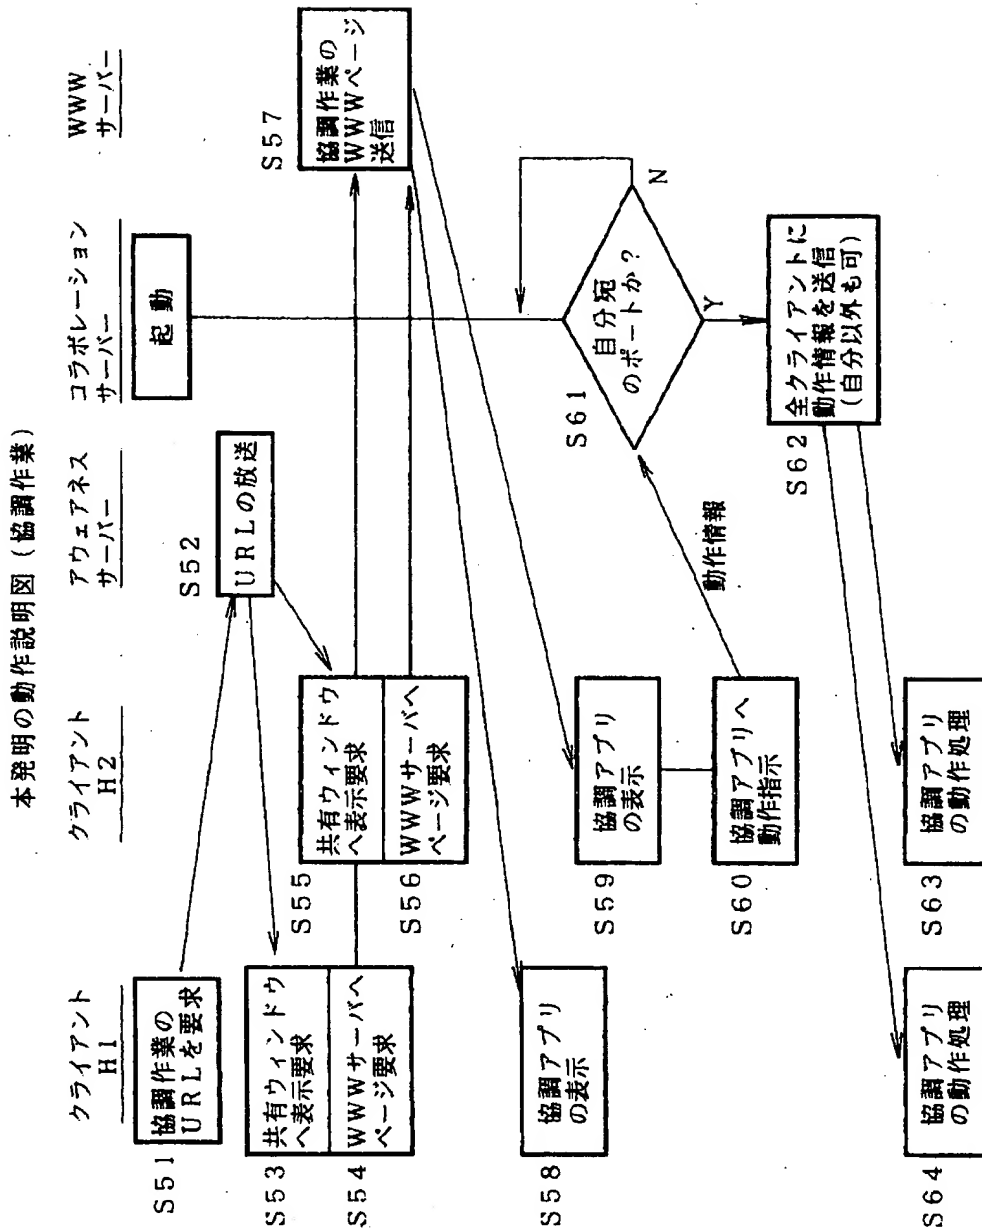 本発明の動作説明図(協調作業)
クライアント
H1
クライアント
H2
アウェアネス
サーバー
コラボレーション
サーバー
WWW
サーバー
S51
協調作業の
URLを要求
S52
URLの放送
起動
S53
共有ウィンドウ
へ表示要求
S54
WWWサーバへ
ページ要求
S55
共有ウィンドウ
へ表示要求
S56
WWWサーバへ
ページ要求
S57
協調作業の
WWWページ
送信
S58
協調アプリ
の表示
S59
協調アプリ
の表示
S60
協調アプリへ
動作指示
動作情報
S61
自分宛
のポートか?
N
Y
S62
全クライアントに
動作情報を送信
(自分以外も可)
S63
協調アプリ
の動作処理
S64
協調アプリ
の動作処理